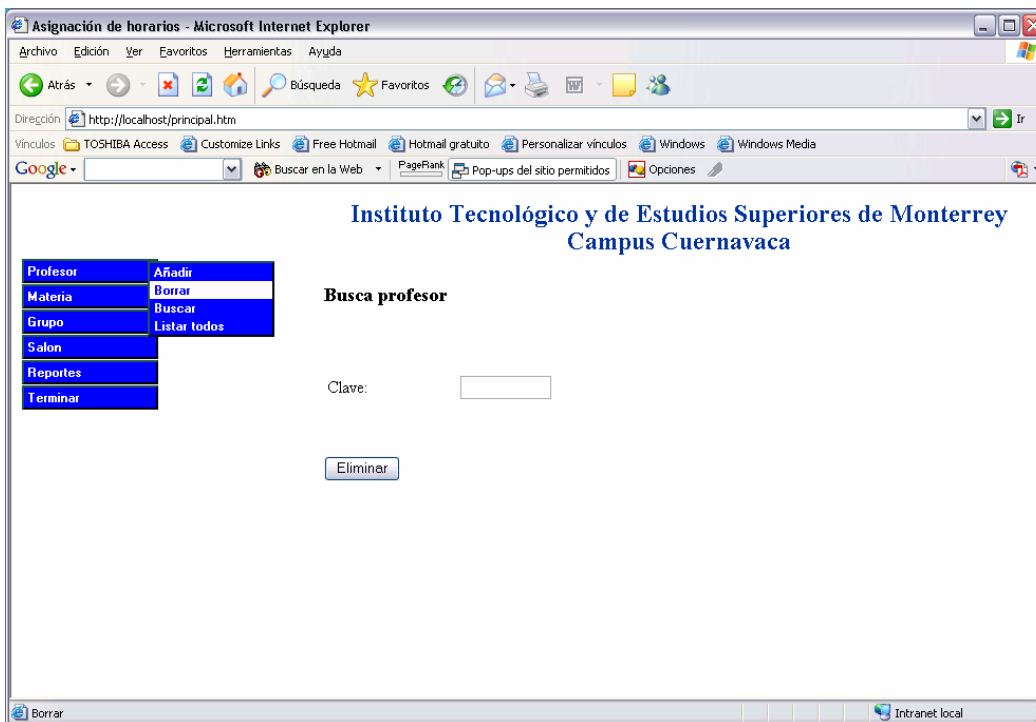 Asignación de horarios - Microsoft Internet Explorer
Archivo Edición Ver Favoritos Herramientas Ayuda
Atrás Búsqueda Favoritos
Dirección http://localhost/principal.htm Ir
Vínculos TOSHIBA Access Customize Links Free Hotmail Hotmail gratuito Personalizar vínculos Windows Windows Media
Google Buscar en la Web PageRank Pop-ups del sitio permitidos Opciones
Instituto Tecnológico y de Estudios Superiores de Monterrey
Campus Cuernavaca
Profesor
Materia
Grupo
Salon
Reportes
Terminar
Añadir
Borrar
Buscar
Listar todos
Busca profesor
Clave:
Eliminar
Borrar Intranet local